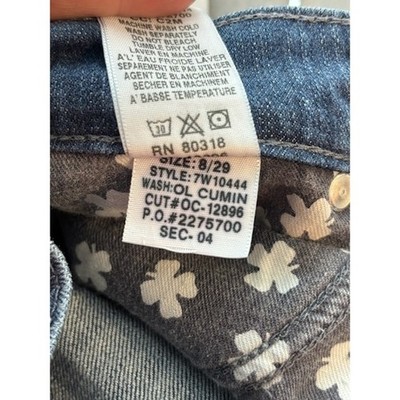 MACHINE WASH COLD
WASH SEPARATELY
DO NOT BLEACH
TUMBLE DRY LOW
LAVER EN MACHINE
A'L' EAU FROIDE LAVER
SEPAREMENT NE PAS UTILISER
AGENT DE BLANCHIMENT
SECHER EN MACHINEM
A' BASSE TEMPERATURE
30
RN 80318
SIZE: 8/29
STYLE: 7W10444
WASH:OL CUMIN
CUT#OC-12896
P.O.#2275700
SEC- 04